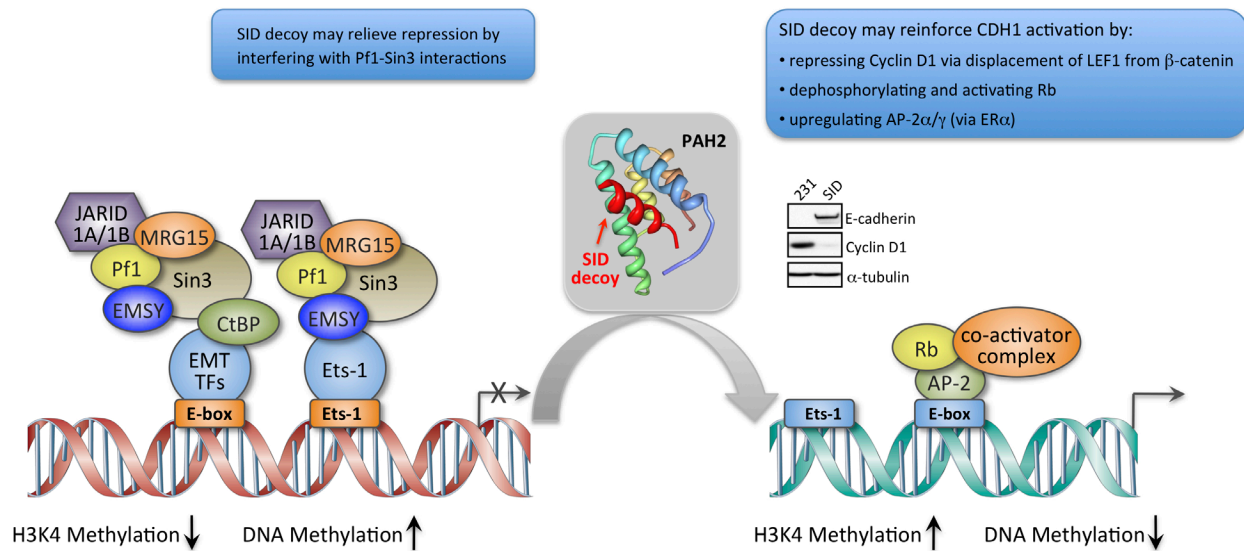 SID decoy may relieve repression by
interfering with Pf1-Sin3 interactions
SID decoy may reinforce CDH1 activation by:
• repressing Cyclin D1 via displacement of LEF1 from β-catenin
• dephosphorylating and activating Rb
• upregulating AP-2α/γ (via ERα)
PAH2
SID
decoy
231
SID
E-cadherin
Cyclin D1
α-tubulin
JARID
1A/1B
MRG15
Pf1
Sin3
EMSY
CtBP
EMT
TFs
E-box
JARID
1A/1B
MRG15
Pf1
Sin3
EMSY
Ets-1
Ets-1
X
Rb
co-activator
complex
AP-2
Ets-1
E-box
H3K4 Methylation
DNA Methylation
H3K4 Methylation
DNA Methylation